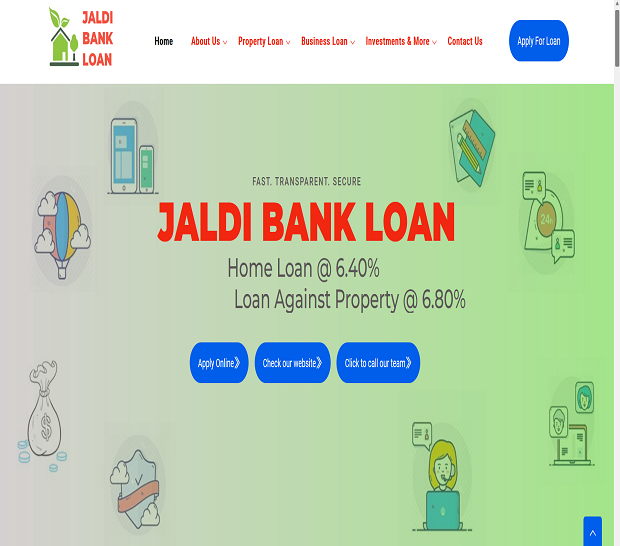 JALDI
BANK
LOAN
Home
About Us
Property Loan
Business Loan
Investments & More
Contact Us
Apply For Loan
FAST. TRANSPARENT. SECURE
JALDI BANK LOAN
Home Loan @ 6.40%
Loan Against Property @ 6.80%
Apply Online
Check our website
Click to call our team
24
$